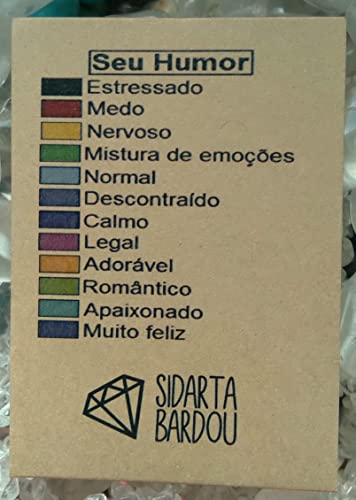 Seu Humor
Estressado
Medo
Nervoso
Mistura de emoções
Normal
Descontraído
Calmo
Legal
Adorável
Romântico
Apaixonado
Muito feliz
SIDARTA
BARDOU